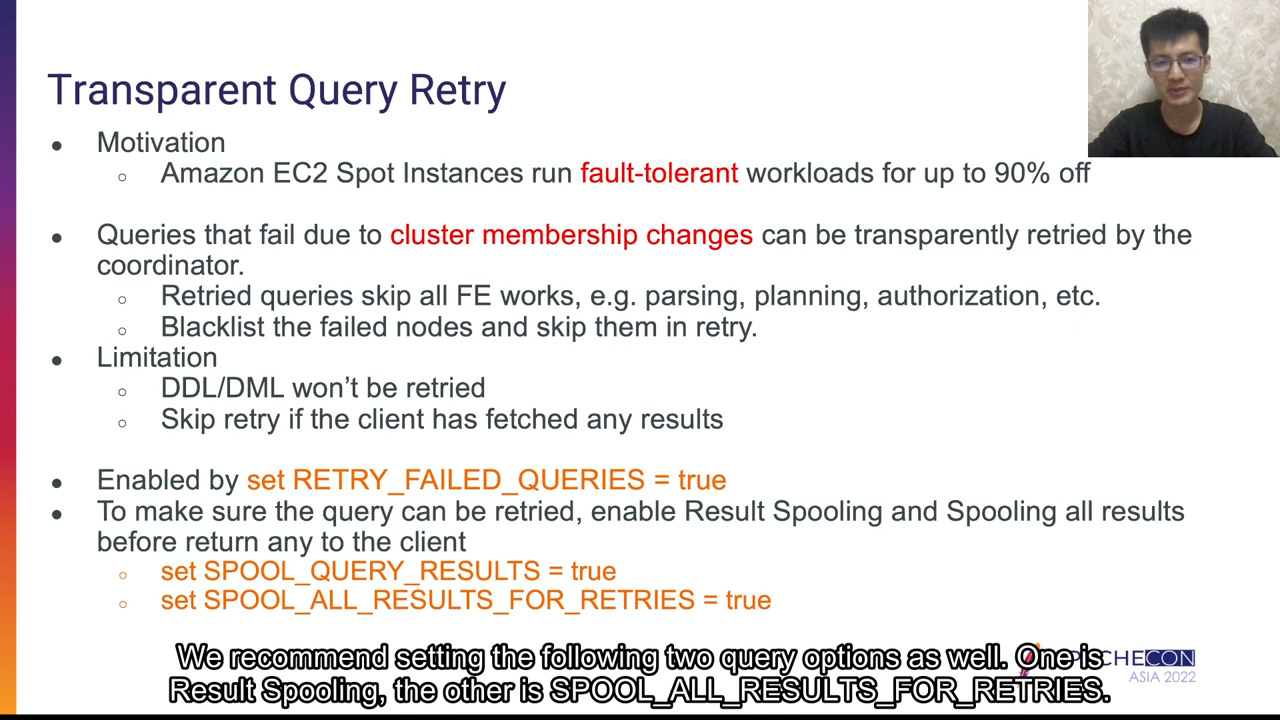 Transparent Query Retry
● Motivation
○ Amazon EC2 Spot Instances run fault-tolerant workloads for up to 90% off
● Queries that fail due to cluster membership changes can be transparently retried by the
coordinator.
○ Retried queries skip all FE works, e.g. parsing, planning, authorization, etc.
○ Blacklist the failed nodes and skip them in retry.
● Limitation
○ DDL/DML won't be retried
○ Skip retry if the client has fetched any results
● Enabled by set RETRY_FAILED_QUERIES = true
● To make sure the query can be retried, enable Result Spooling and Spooling all results
before return any to the client
○ set SPOOL_QUERY_RESULTS = true
○ set SPOOL_ALL_RESULTS_FOR_RETRIES = true
We recommend setting the following two query options as well. One is
Result Spooling, the other is SPOOL_ALL_RESULTS_FOR_RETRIES.
CHECON
ASIA 2022